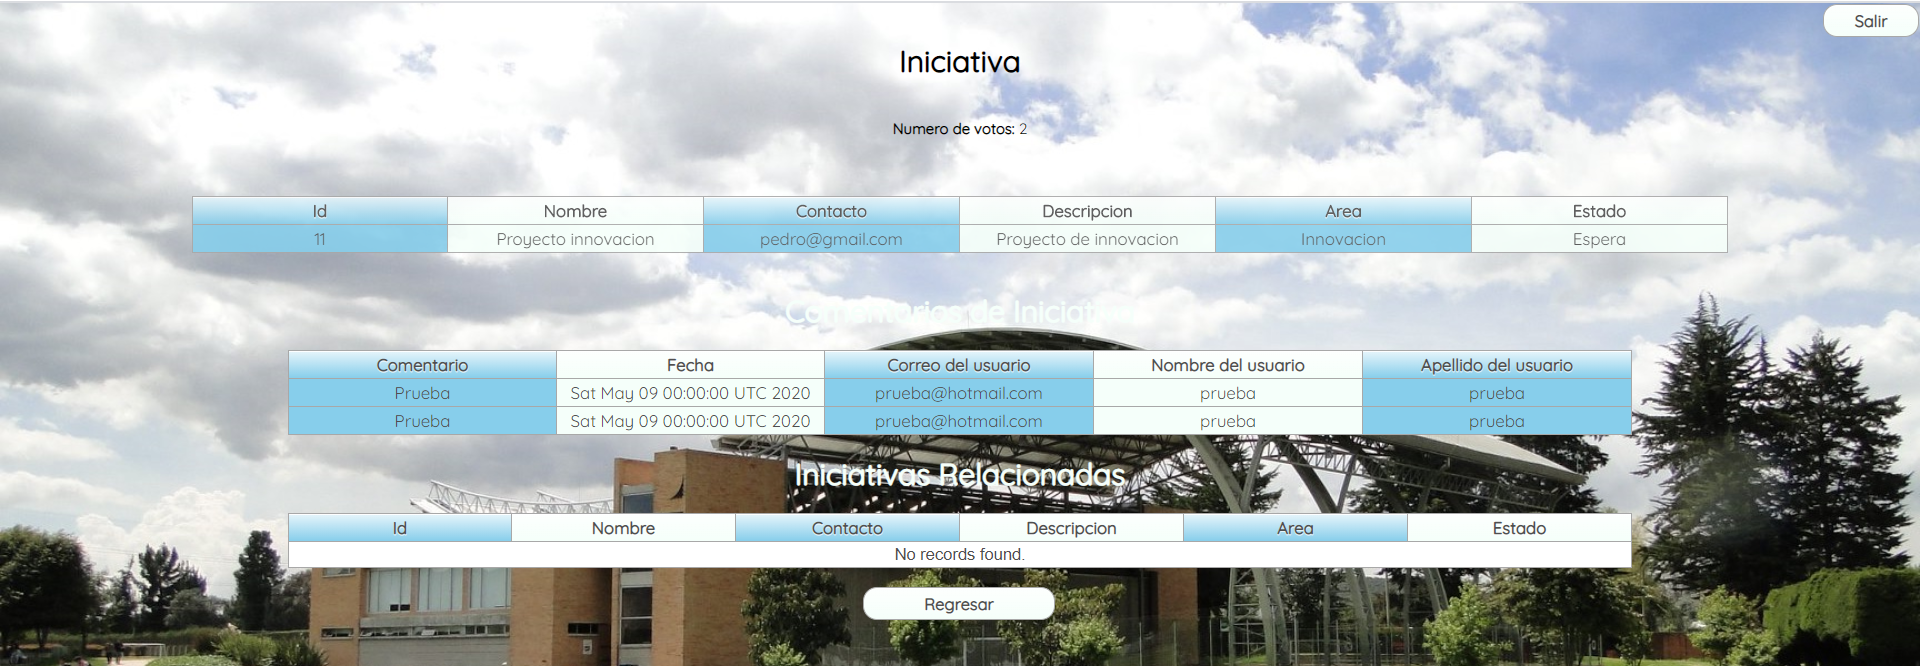 Salir
Iniciativa
Numero de votos: 2
Id Nombre Contacto Descripcion Area Estado
11 Proyecto innovacion pedro@gmail.com Proyecto de innovacion Innovacion Espera
Comentarios de Iniciativa
Comentario Fecha Correo del usuario Nombre del usuario Apellido del usuario
Prueba Sat May 09 00:00:00 UTC 2020 prueba@hotmail.com prueba prueba
Prueba Sat May 09 00:00:00 UTC 2020 prueba@hotmail.com prueba prueba
Iniciativas Relacionadas
Id Nombre Contacto Descripcion Area Estado
No records found.
Regresar